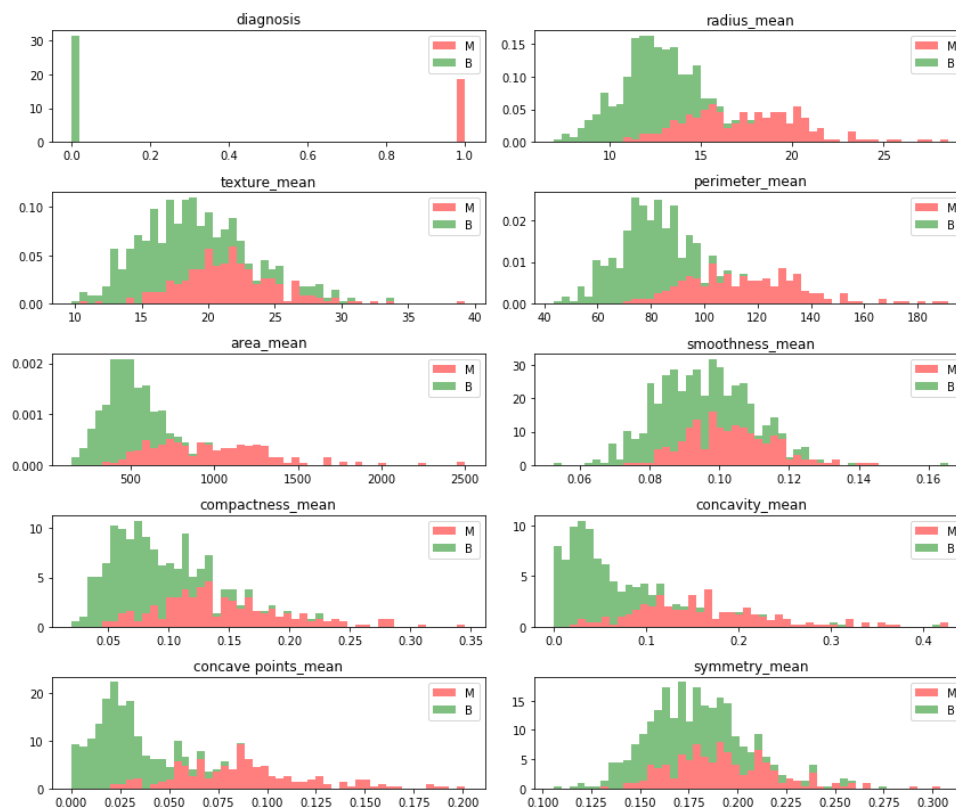 diagnosis
30
20
10
0
M
B
0.0 0.2 0.4 0.6 0.8 1.0
radius_mean
0.15
0.10
0.05
0.00
M
B
10 15 20 25
texture_mean
0.10
0.05
0.00
M
B
10 15 20 25 30 35 40
perimeter_mean
0.02
0.01
0.00
M
B
40 60 80 100 120 140 160 180
area_mean
0.002
0.001
0.000
M
B
500 1000 1500 2000 2500
smoothness_mean
30
20
10
0
M
B
0.06 0.08 0.10 0.12 0.14 0.16
compactness_mean
10
5
0
M
B
0.05 0.10 0.15 0.20 0.25 0.30 0.35
concavity_mean
10
5
0
M
B
0.0 0.1 0.2 0.3 0.4
concave points_mean
20
10
0
M
B
0.000 0.025 0.050 0.075 0.100 0.125 0.150 0.175 0.200
symmetry_mean
15
10
5
0
M
B
0.100 0.125 0.150 0.175 0.200 0.225 0.250 0.275 0.300